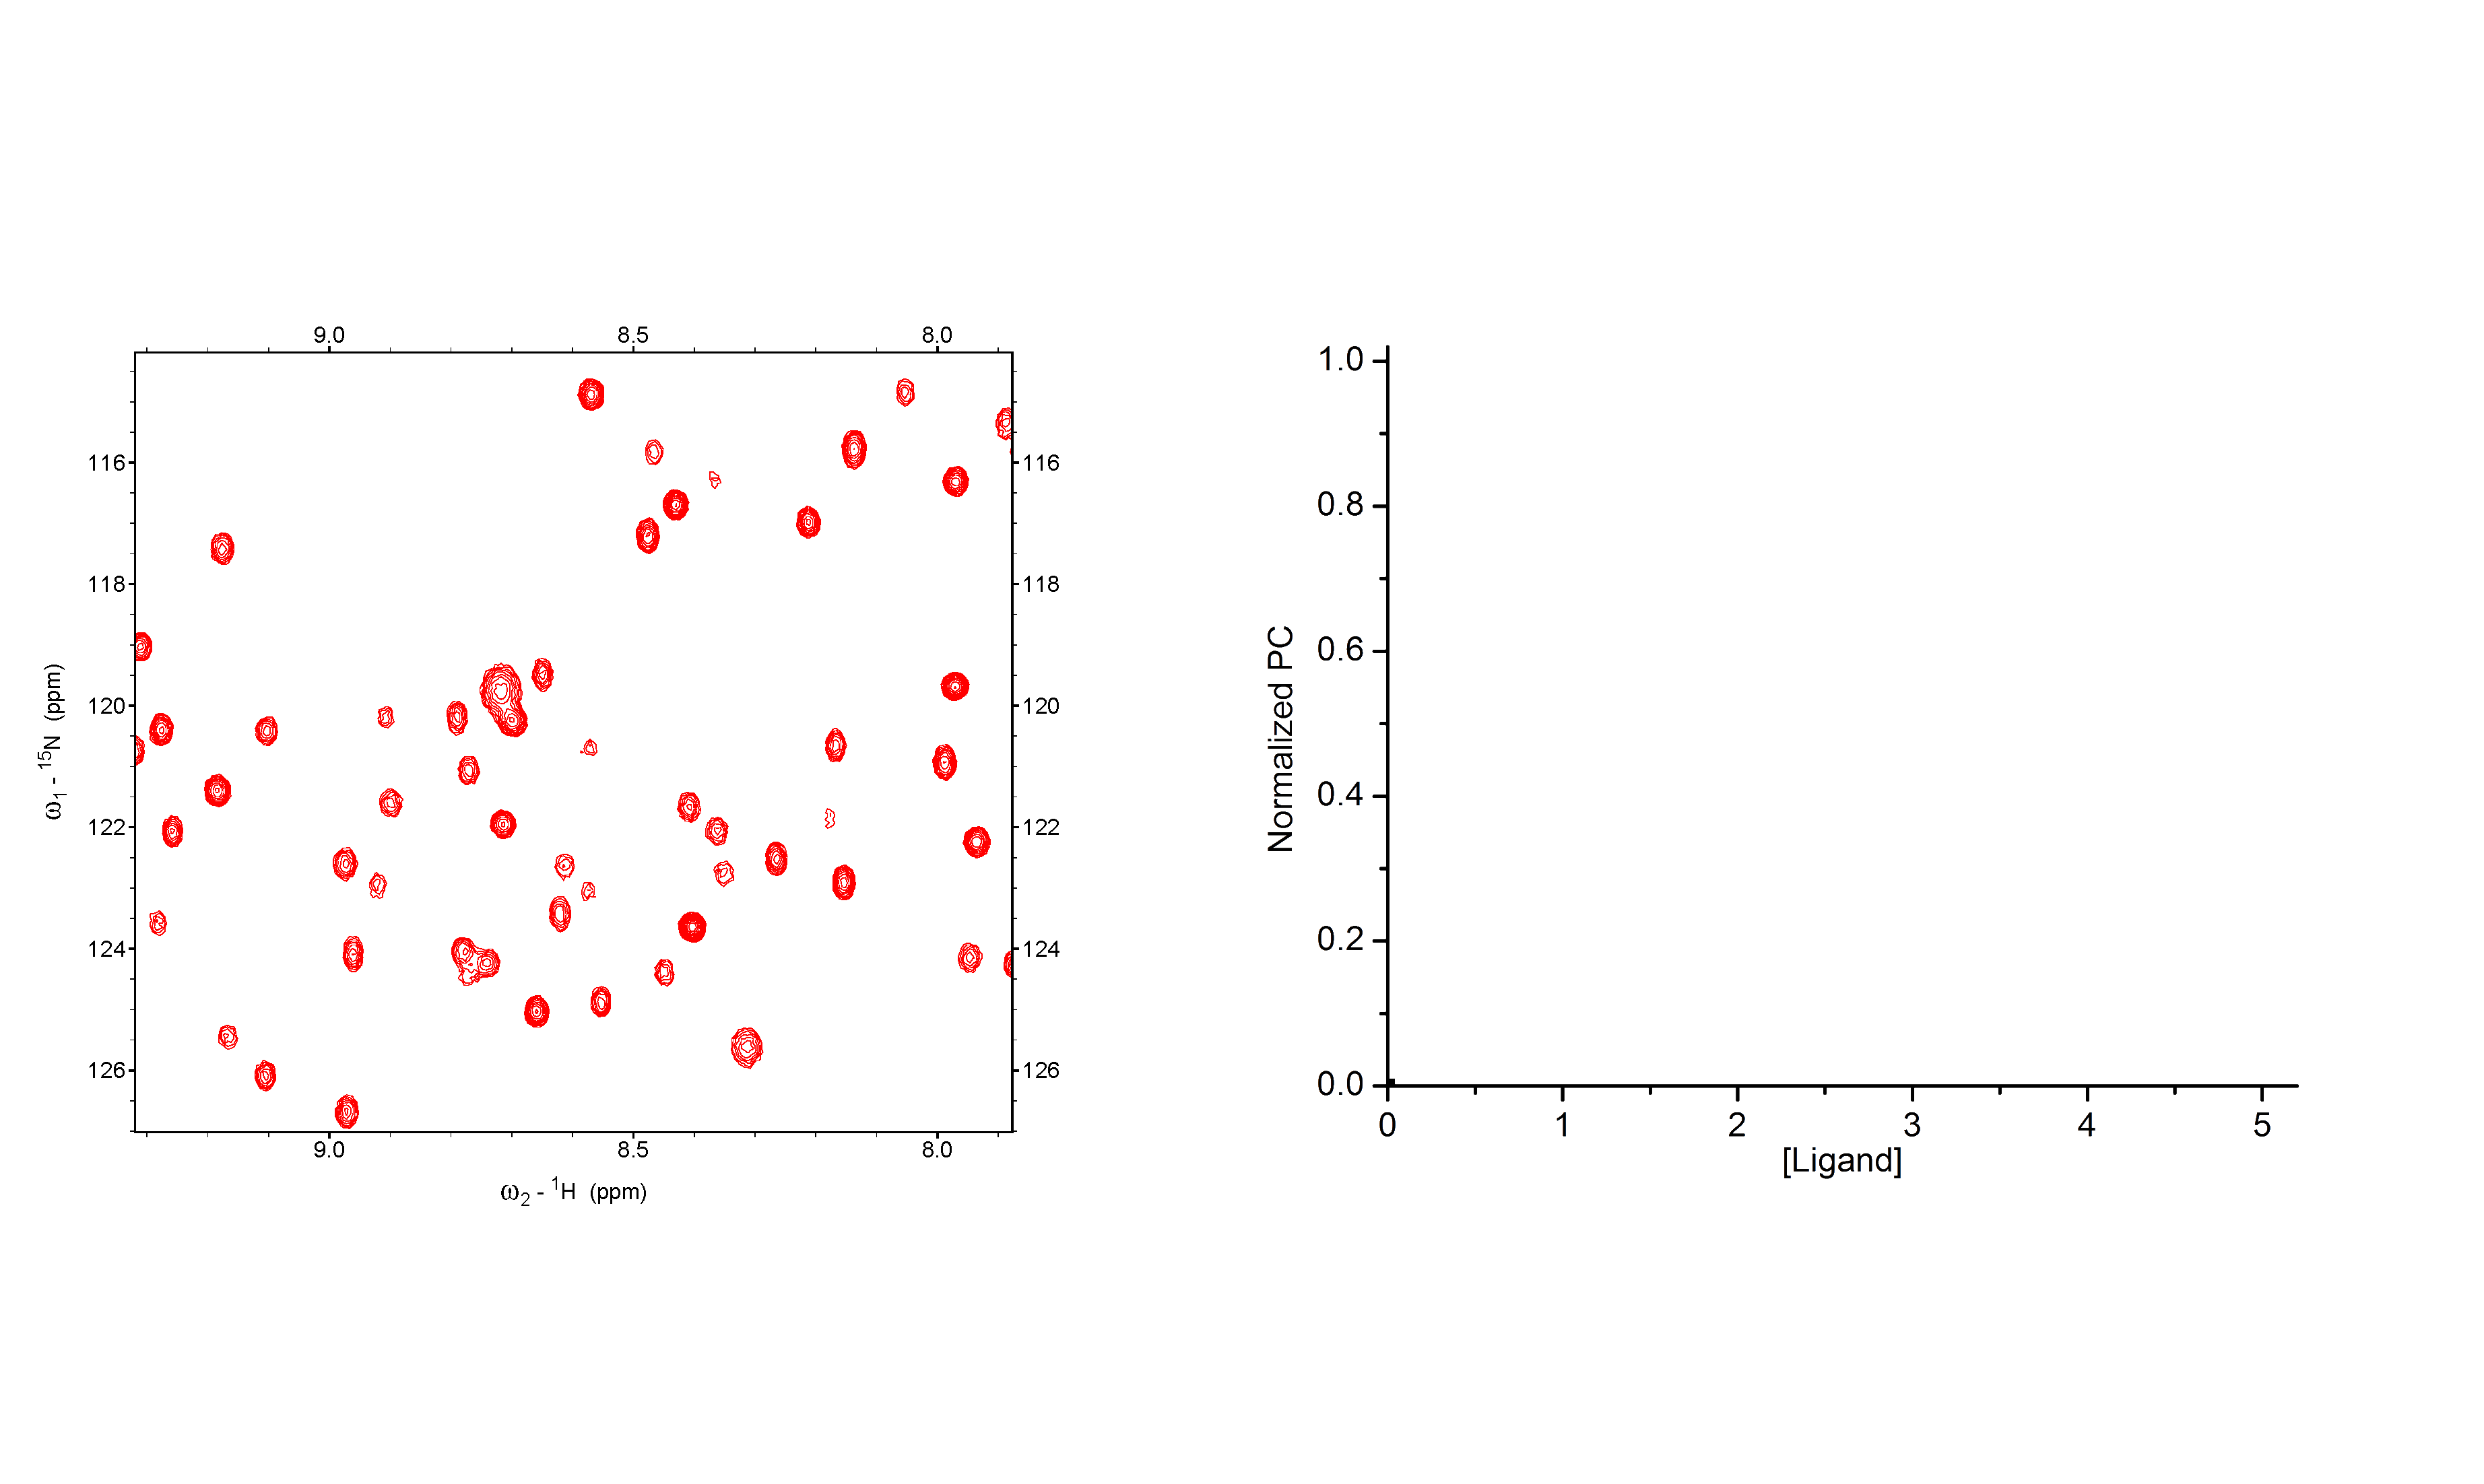 9.0 8.5 8.0
116 116
118 118
120 120
122 122
124 124
126 126
9.0 8.5 8.0
ω1 - 15N (ppm)
ω2 - 1H (ppm)
1.0
0.8
0.6
0.4
0.2
0.0
Normalized PC
0 1 2 3 4 5
[Ligand]